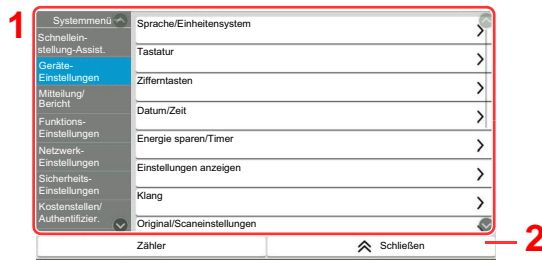 1
Systemmenü
Schnellein-
stellung-Assist.
Geräte-
Einstellungen
Mitteilung/
Bericht
Funktions-
Einstellungen
Netzwerk-
Einstellungen
Sicherheits-
Einstellungen
Kostenstellen/
Authentifizier.
Sprache/Einheitensystem
Tastatur
Zifferntasten
Datum/Zeit
Energie sparen/Timer
Einstellungen anzeigen
Klang
Original/Scaneinstellungen
Zähler
Schließen
2